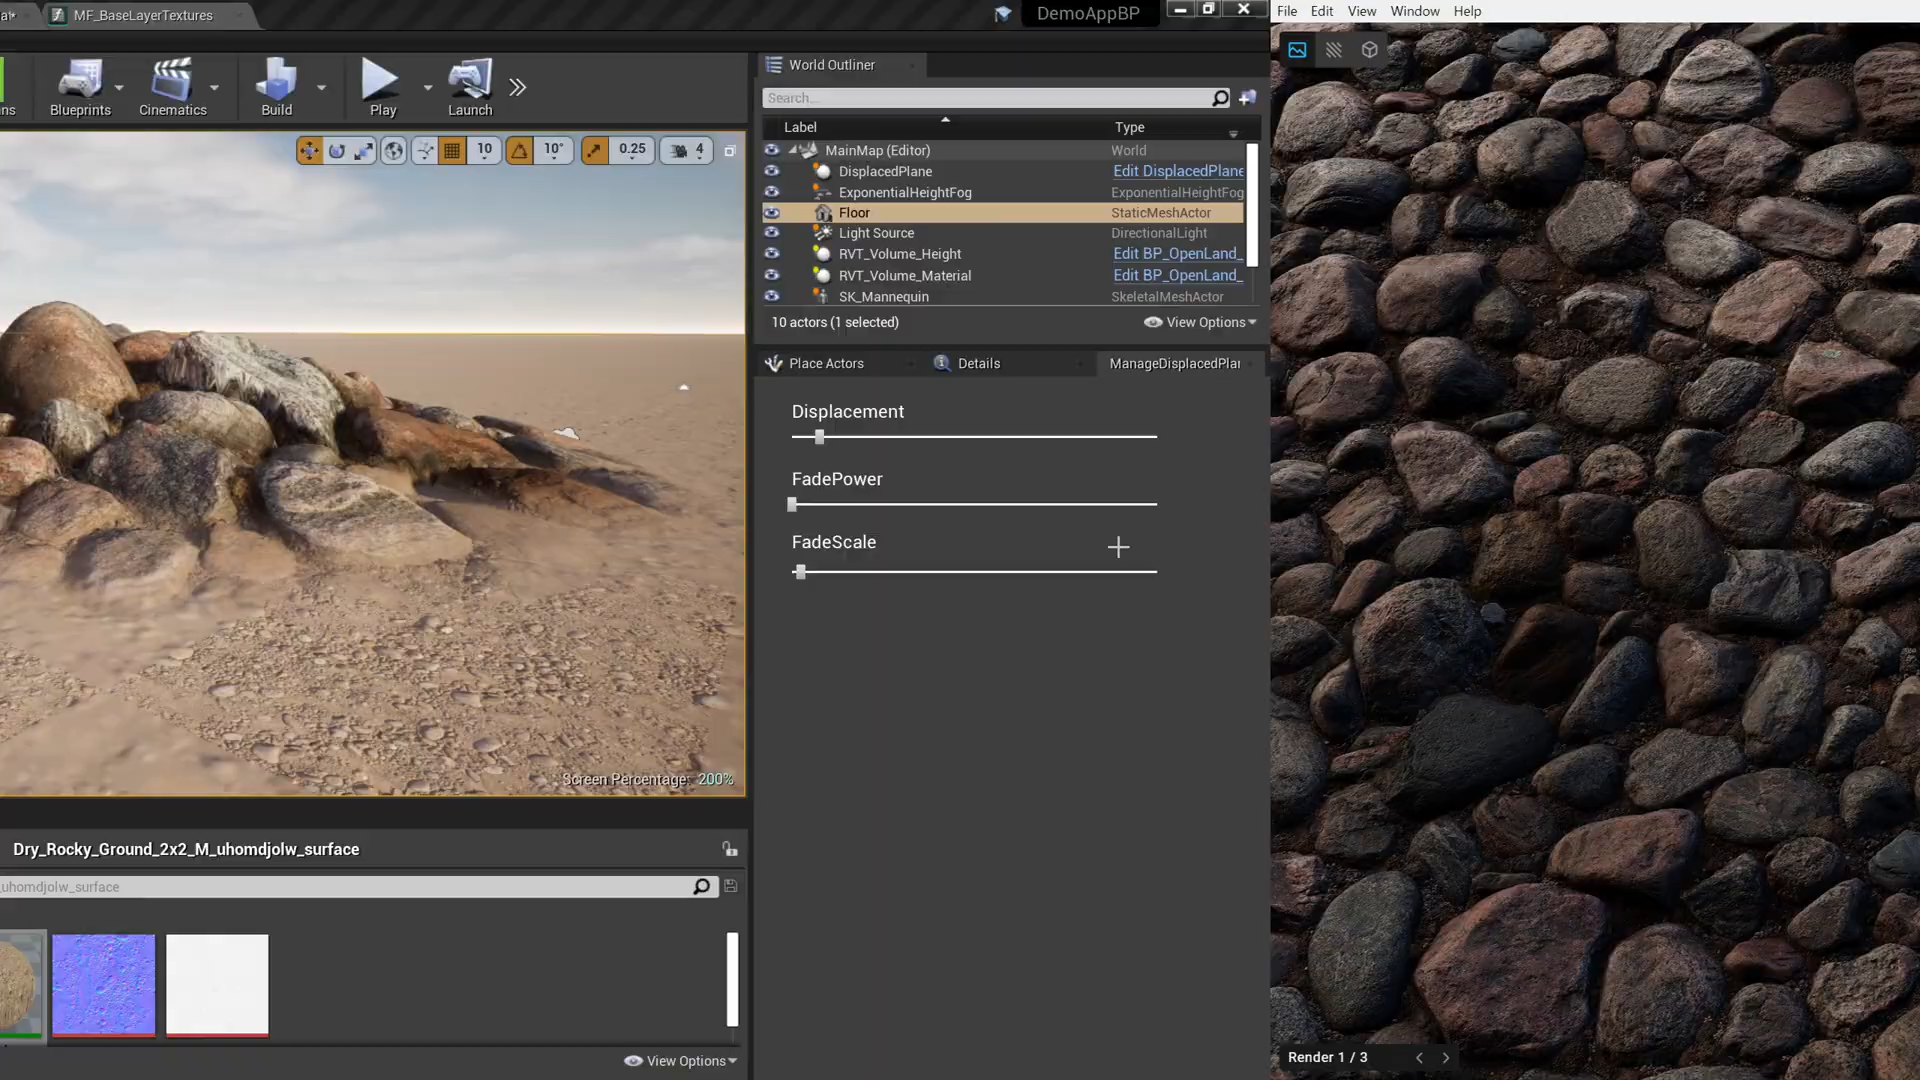 MF_BaseLayerTextures
DemoAppBP
File Edit View Window Help
Blueprints
Cinematics
Build
Play
Launch
World Outliner
Search...
Label Type
MainMap (Editor) World
DisplacedPlane Edit DisplacedPlane
ExponentialHeightFog ExponentialHeightFog
Floor StaticMeshActor
Light Source DirectionalLight
RVT_Volume_Height Edit BP_OpenLand_
RVT_Volume_Material Edit BP_OpenLand_
SK_Mannequin SkeletalMeshActor
10 actors (1 selected) View Options
10 10° 0.25 4
Place Actors Details ManageDisplacedPlan
Displacement
FadePower
FadeScale
Screen Percentage: 200%
Dry_Rocky_Ground_2x2_M_uhomdjolw_surface
_uhomdjolw_surface
View Options
Render 1 / 3